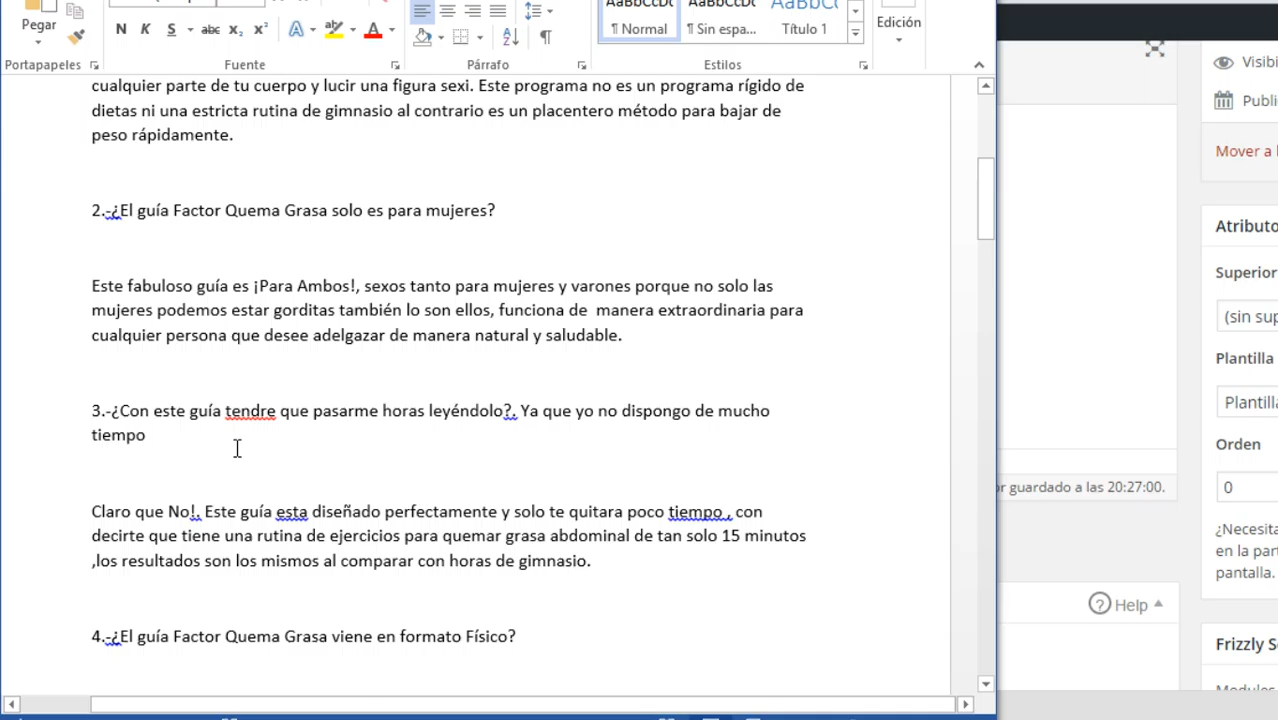 Pegar
N K S abc x₂ x² A A
AaBbCcDc AaBbCcDc AaBbC
¶ Normal ¶ Sin espa... Título 1
Edición
Portapapeles Fuente Párrafo Estilos
cualquier parte de tu cuerpo y lucir una figura sexi. Este programa no es un programa rígido de
dietas ni una estricta rutina de gimnasio al contrario es un placentero método para bajar de
peso rápidamente.
2.-¿El guía Factor Quema Grasa solo es para mujeres?
Este fabuloso guía es ¡Para Ambos!, sexos tanto para mujeres y varones porque no solo las
mujeres podemos estar gorditas también lo son ellos, funciona de  manera extraordinaria para
cualquier persona que desee adelgazar de manera natural y saludable.
3.-¿Con este guía tendre que pasarme horas leyéndolo?. Ya que yo no dispongo de mucho
tiempo
Claro que No!. Este guía esta diseñado perfectamente y solo te quitara poco tiempo , con
decirte que tiene una rutina de ejercicios para quemar grasa abdominal de tan solo 15 minutos
,los resultados son los mismos al comparar con horas de gimnasio.
4.-¿El guía Factor Quema Grasa viene en formato Físico?
Visibi
Publi
Mover a l
Atributo
Superior
(sin sup
Plantilla
Plantilla
Orden
or guardado a las 20:27:00.
0
¿Necesita
en la part
pantalla.
Help
Frizzly S
Modules